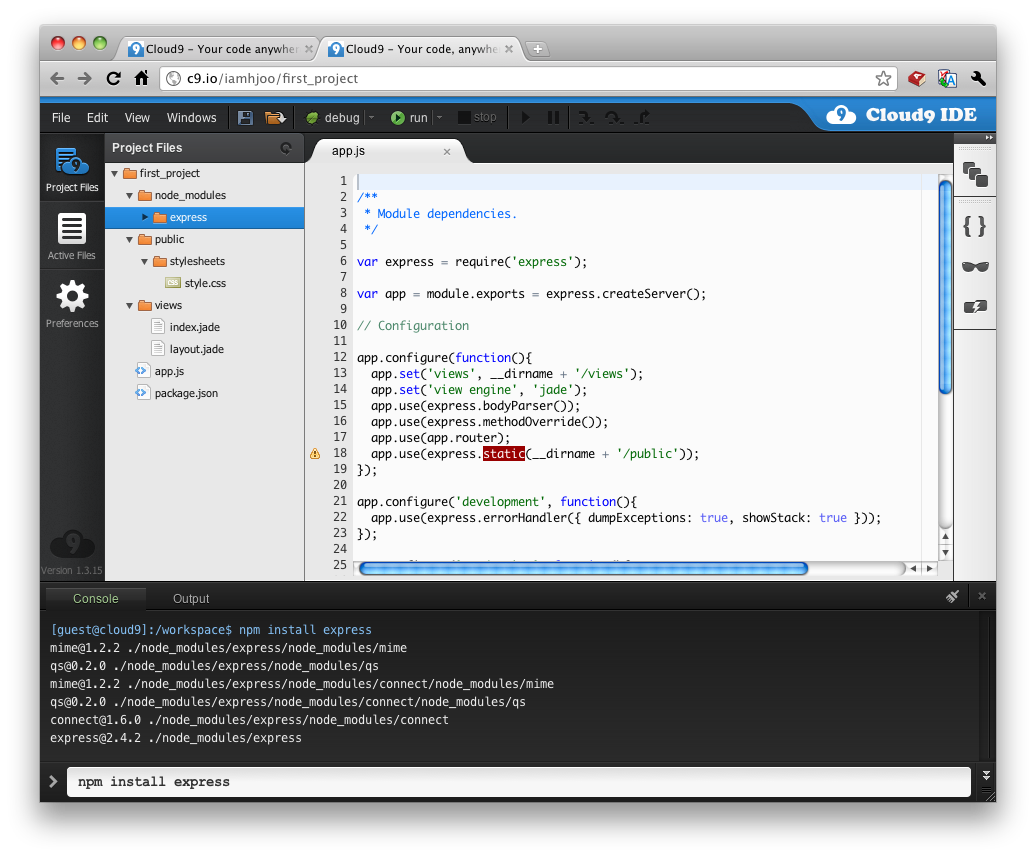 Cloud9 - Your code anywhe
Cloud9 - Your code, anywhe
c9.io/iamhjoo/first_project
File Edit View Windows debug run stop
9 Cloud9 IDE
Project Files
Active Files
Preferences
Version 1.3.15
Project Files
first_project
node_modules
express
public
stylesheets
style.css
views
index.jade
layout.jade
app.js
package.json
app.js
1
2 /**
3  * Module dependencies.
4  */
5
6 var express = require('express');
7
8 var app = module.exports = express.createServer();
9
10 // Configuration
11
12 app.configure(function(){
13   app.set('views', __dirname + '/views');
14   app.set('view engine', 'jade');
15   app.use(express.bodyParser());
16   app.use(express.methodOverride());
17   app.use(app.router);
18   app.use(express.static(__dirname + '/public'));
19 });
20
21 app.configure('development', function(){
22   app.use(express.errorHandler({ dumpExceptions: true, showStack: true }));
23 });
24
25
Console Output
[guest@cloud9]:/workspace$ npm install express
mime@1.2.2 ./node_modules/express/node_modules/mime
qs@0.2.0 ./node_modules/express/node_modules/qs
mime@1.2.2 ./node_modules/express/node_modules/connect/node_modules/mime
qs@0.2.0 ./node_modules/express/node_modules/connect/node_modules/qs
connect@1.6.0 ./node_modules/express/node_modules/connect
express@2.4.2 ./node_modules/express
npm install express